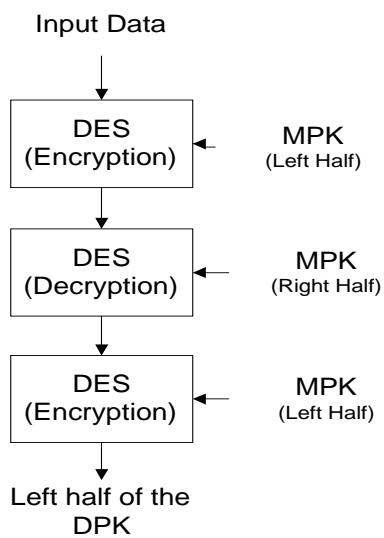 Input Data
DES
(Encryption)
MPK
(Left Half)
DES
(Decryption)
MPK
(Right Half)
DES
(Encryption)
MPK
(Left Half)
Left half of the
DPK